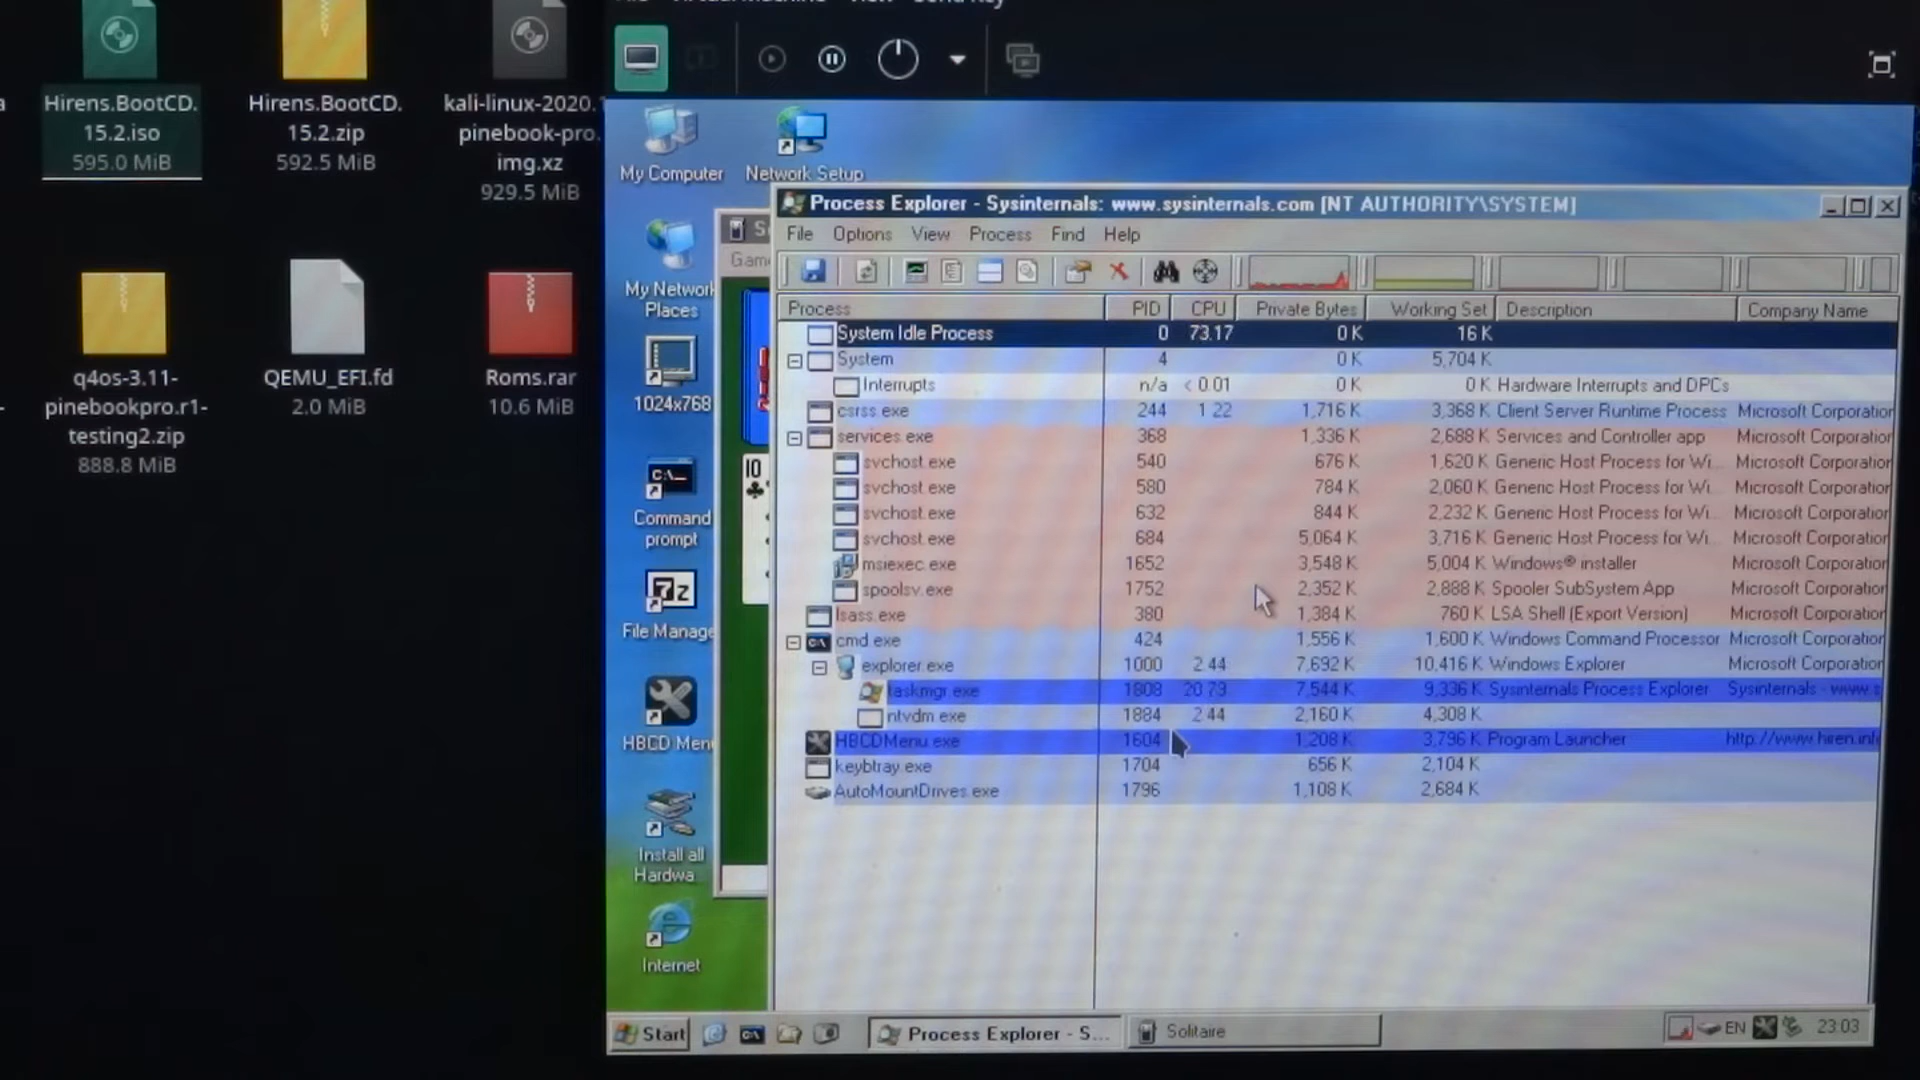 Hirens.BootCD.
15.2.iso
595.0 MiB
Hirens.BootCD.
15.2.zip
592.5 MiB
kali-linux-2020.1
pinebook-pro.
img.xz
929.5 MiB
q4os-3.11-
pinebookpro.r1-
testing2.zip
888.8 MiB
QEMU_EFI.fd
2.0 MiB
Roms.rar
10.6 MiB
My Computer
Network Setup
My Network
Places
1024x768
Command
prompt
File Manage
HBCD Men
Install all
Hardwa
Internet
Game
10
Process Explorer - Sysinternals: www.sysinternals.com [NT AUTHORITY\SYSTEM]
File Options View Process Find Help
Process PID CPU Private Bytes Working Set Description Company Name
System Idle Process 0 73.17 0 K 16 K
System 4 0 K 5,704 K
Interrupts n/a < 0.01 0 K 0 K Hardware Interrupts and DPCs
csrss.exe 244 1.22 1,716 K 3,368 K Client Server Runtime Process Microsoft Corporation
services.exe 368 1,336 K 2,688 K Services and Controller app Microsoft Corporation
svchost.exe 540 676 K 1,620 K Generic Host Process for Wi... Microsoft Corporation
svchost.exe 580 784 K 2,060 K Generic Host Process for Wi... Microsoft Corporation
svchost.exe 632 844 K 2,232 K Generic Host Process for Wi... Microsoft Corporation
svchost.exe 684 5,064 K 3,716 K Generic Host Process for Wi... Microsoft Corporation
msiexec.exe 1652 3,548 K 5,004 K Windows® installer Microsoft Corporation
spoolsv.exe 1752 2,352 K 2,888 K Spooler SubSystem App Microsoft Corporation
lsass.exe 380 1,384 K 760 K LSA Shell (Export Version) Microsoft Corporation
cmd.exe 424 1,556 K 1,600 K Windows Command Processor Microsoft Corporation
explorer.exe 1000 2.44 7,692 K 10,416 K Windows Explorer Microsoft Corporation
taskmgr.exe 1808 20.73 7,544 K 9,336 K Sysinternals Process Explorer Sysinternals - www.s
ntvdm.exe 1884 2.44 2,160 K 4,308 K
HBCDMenu.exe 1604 1,208 K 3,796 K Program Launcher http://www.hiren.info
keybtray.exe 1704 656 K 2,104 K
AutoMountDrives.exe 1796 1,108 K 2,684 K
Start
Process Explorer - S...
Solitaire
EN
23:03